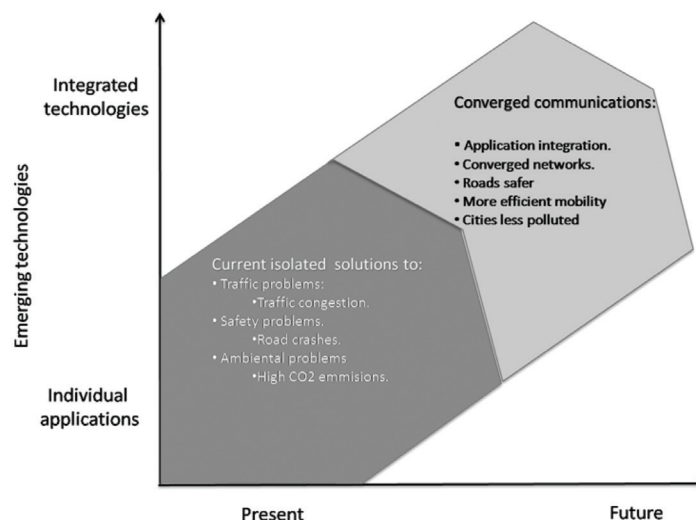 Integrated
technologies
Emerging technologies
Individual
applications
Converged communications:
• Application integration.
• Converged networks.
• Roads safer
• More efficient mobility
• Cities less polluted
Current isolated solutions to:
• Traffic problems:
•Traffic congestion.
• Safety problems.
•Road crashes.
• Ambiental problems
•High CO2 emmisions.
Present
Future